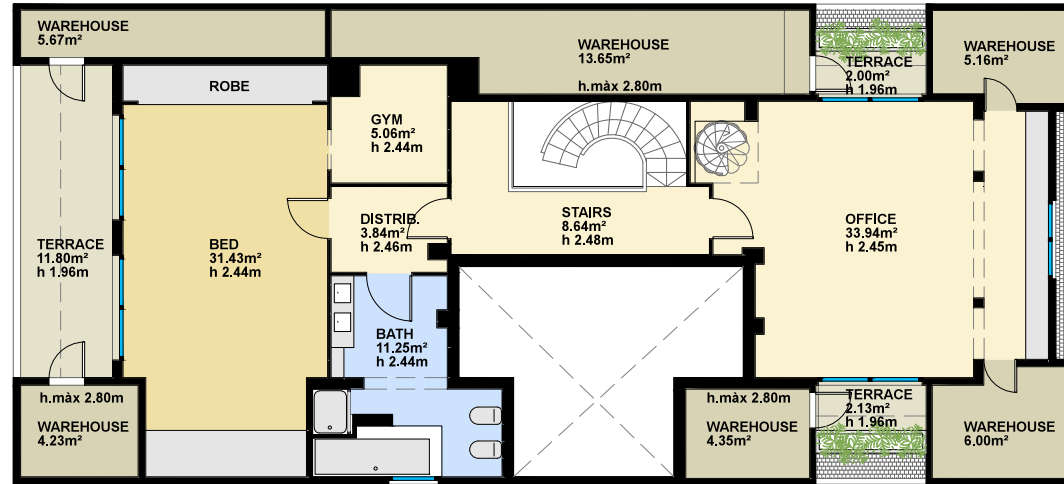 WAREHOUSE
5.67m²
WAREHOUSE
13.65m²
h.màx 2.80m
TERRACE
2.00m²
h 1.96m
WAREHOUSE
5.16m²
ROBE
GYM
5.06m²
h 2.44m
TERRACE
11.80m²
h 1.96m
BED
31.43m²
h 2.44m
DISTRIB.
3.84m²
h 2.46m
STAIRS
8.64m²
h 2.48m
OFFICE
33.94m²
h 2.45m
BATH
11.25m²
h 2.44m
h.màx 2.80m
WAREHOUSE
4.23m²
h.màx 2.80m
WAREHOUSE
4.35m²
TERRACE
2.13m²
h 1.96m
WAREHOUSE
6.00m²